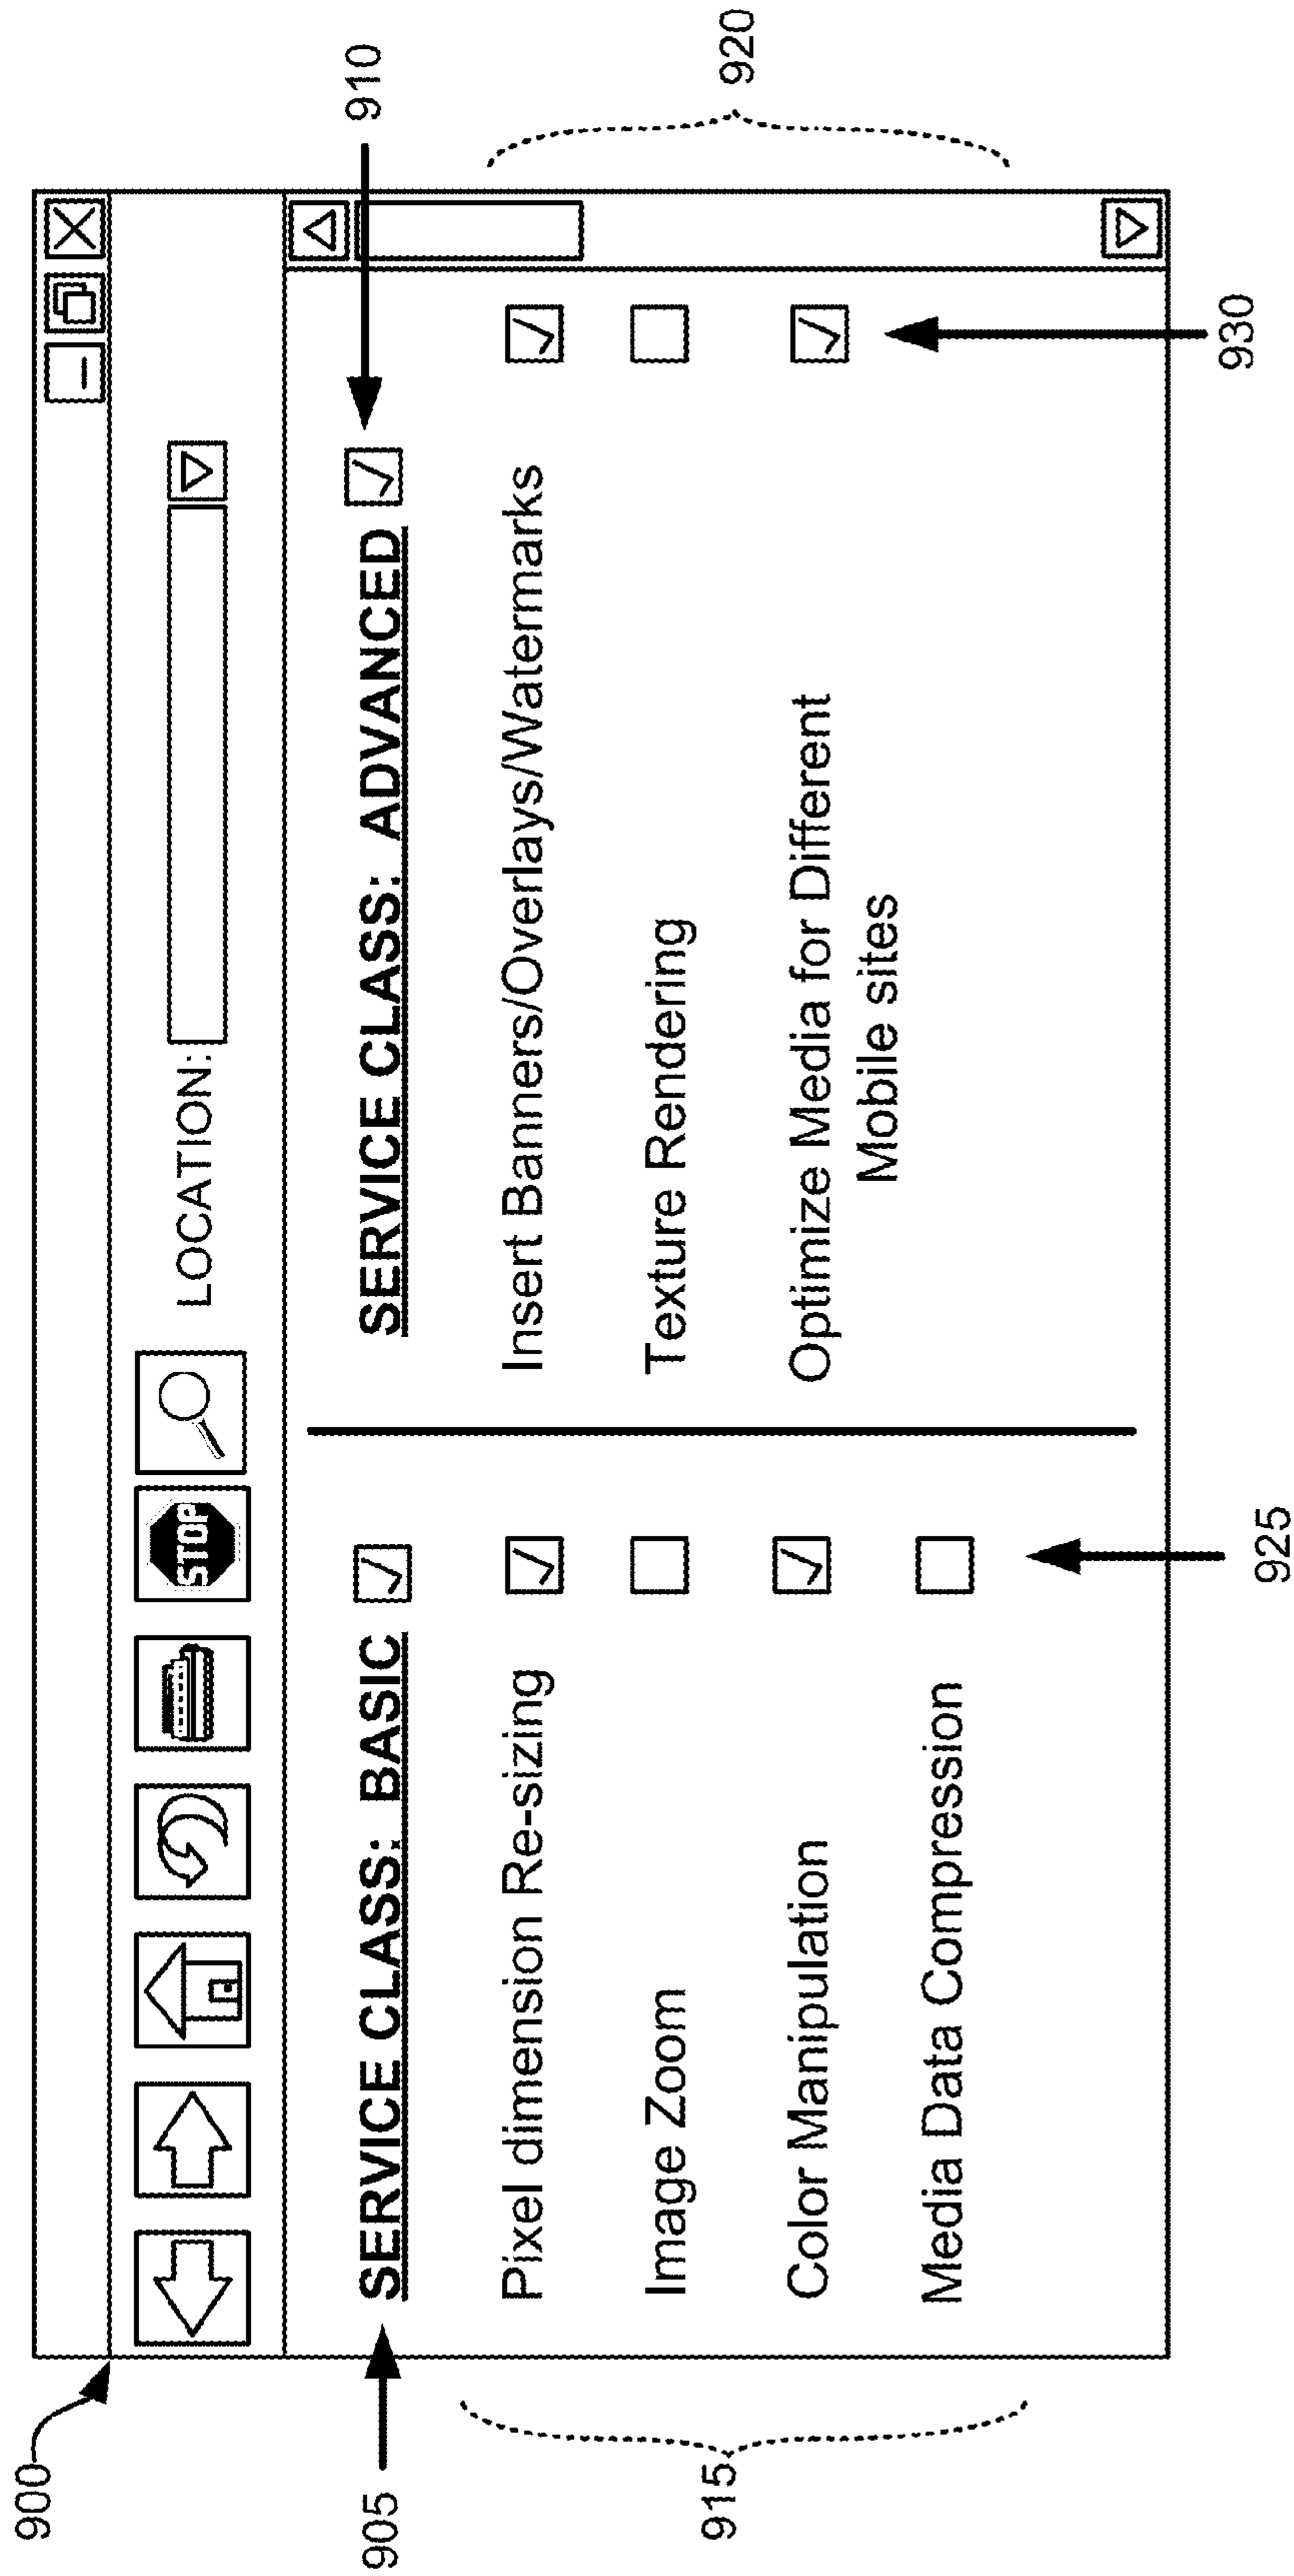 900
STOP
LOCATION:
905
SERVICE CLASS: BASIC
SERVICE CLASS: ADVANCED
910
915
Pixel dimension Re-sizing
Image Zoom
Color Manipulation
Media Data Compression
925
Insert Banners/Overlays/Watermarks
Texture Rendering
Optimize Media for Different
Mobile sites
920
930